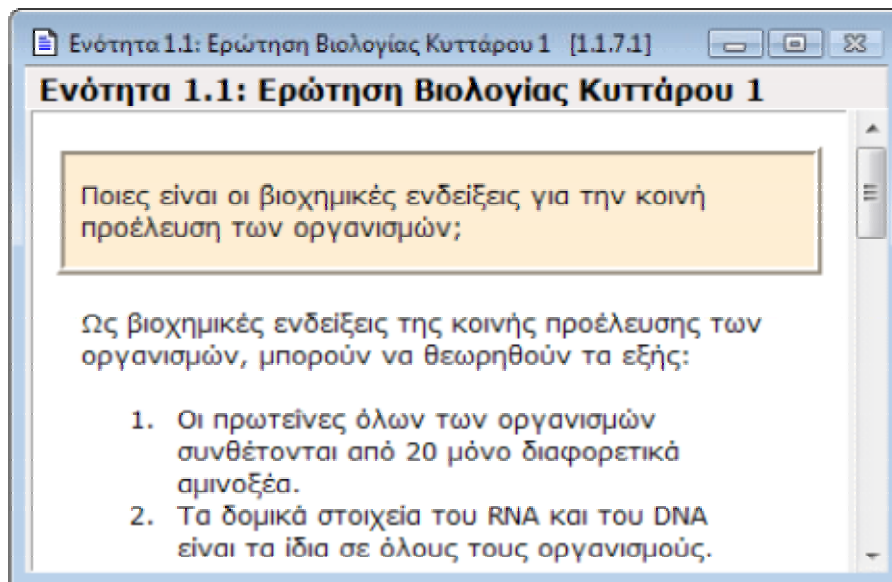 Ενότητα 1.1: Ερώτηση Βιολογίας Κυττάρου 1 [1.1.7.1]
Ενότητα 1.1: Ερώτηση Βιολογίας Κυττάρου 1
Ποιες είναι οι βιοχημικές ενδείξεις για την κοινή
προέλευση των οργανισμών;
Ως βιοχημικές ενδείξεις της κοινής προέλευσης των
οργανισμών, μπορούν να θεωρηθούν τα εξής:
1. Οι πρωτεΐνες όλων των οργανισμών
συνθέτονται από 20 μόνο διαφορετικά
αμινοξέα.
2. Τα δομικά στοιχεία του RNA και του DNA
είναι τα ίδια σε όλους τους οργανισμούς.